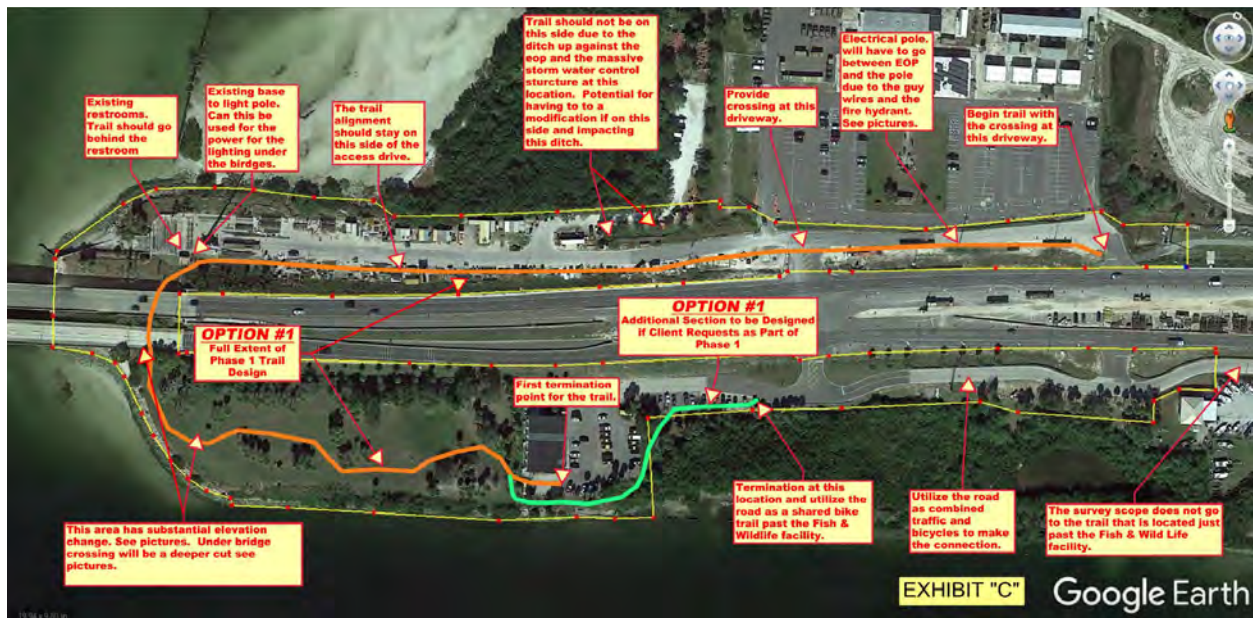 Existing
restrooms.
Trail should go
behind the
restroom
Existing base
to light pole.
Can this be
used for the
power for the
lighting under
the birdges.
The trail
alignment
should stay on
this side of the
access drive.
Trail should not be on
this side due to the
ditch up against the
eop and the massive
storm water control
sturcture at this
location. Potential for
having to to a
modification if on this
side and impacting
this ditch.
Provide
crossing at this
driveway.
Electrical pole.
will have to go
between EOP
and the pole
due to the guy
wires and the
fire hydrant.
See pictures.
Begin trail with
the crossing at
this driveway.
OPTION #1
Full Extent of
Phase 1 Trail
Design
OPTION #1
Additional Section to be Designed
if Client Requests as Part of
Phase 1
First termination
point for the trail.
This area has substantial elevation
change. See pictures. Under bridge
crossing will be a deeper cut see
pictures.
Termination at this
location and utilize the
road as a shared bike
trail past the Fish &
Wildlife facility.
Utilize the road
as combined
traffic and
bicycles to make
the connection.
The survey scope does not go
to the trail that is located just
past the Fish & Wild Life
facility.
EXHIBIT "C"
Google Earth